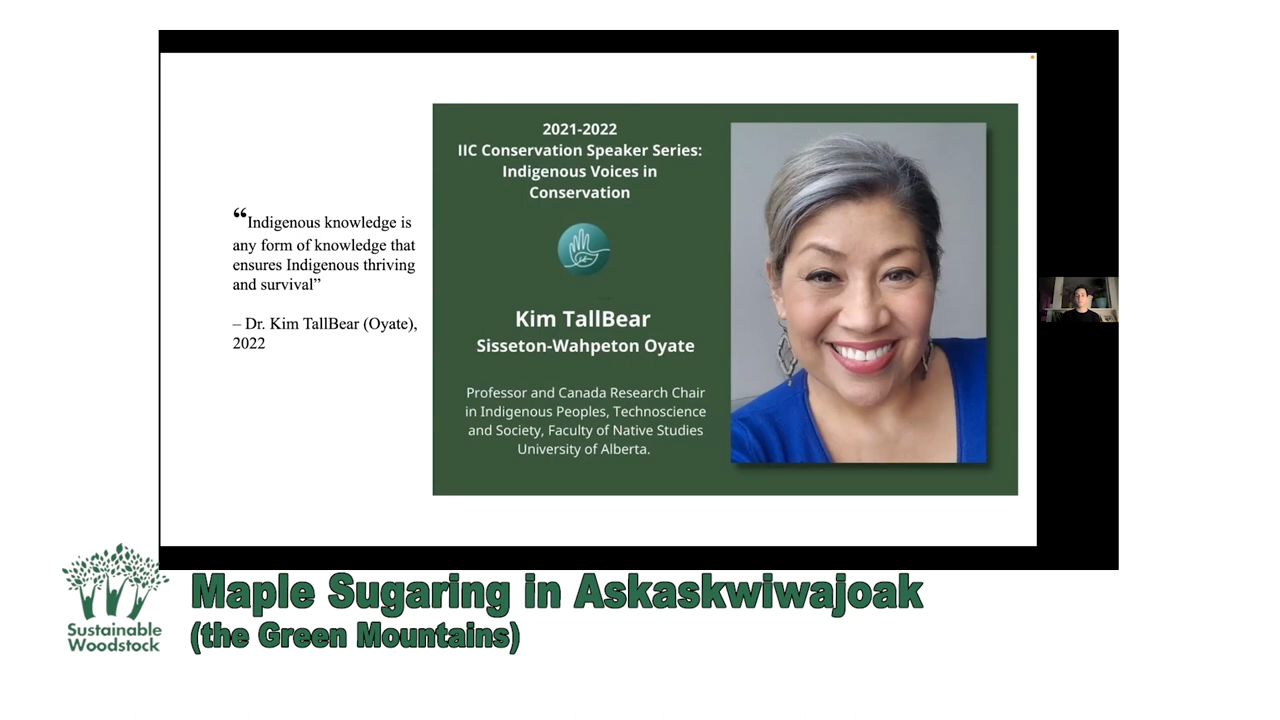 “Indigenous knowledge is
any form of knowledge that
ensures Indigenous thriving
and survival”
– Dr. Kim TallBear (Oyate),
2022
2021-2022
IIC Conservation Speaker Series:
Indigenous Voices in
Conservation
Kim TallBear
Sisseton-Wahpeton Oyate
Professor and Canada Research Chair
in Indigenous Peoples, Technoscience
and Society, Faculty of Native Studies
University of Alberta.
Sustainable
Woodstock
Maple Sugaring in Askaskwiwajoak
(the Green Mountains)